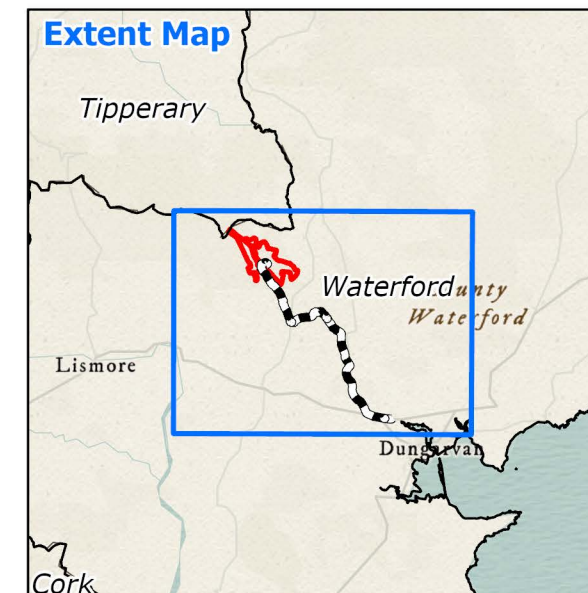 Extent Map
Tipperary
Waterford
unty
Waterford
Lismore
Dungarvan
Cork